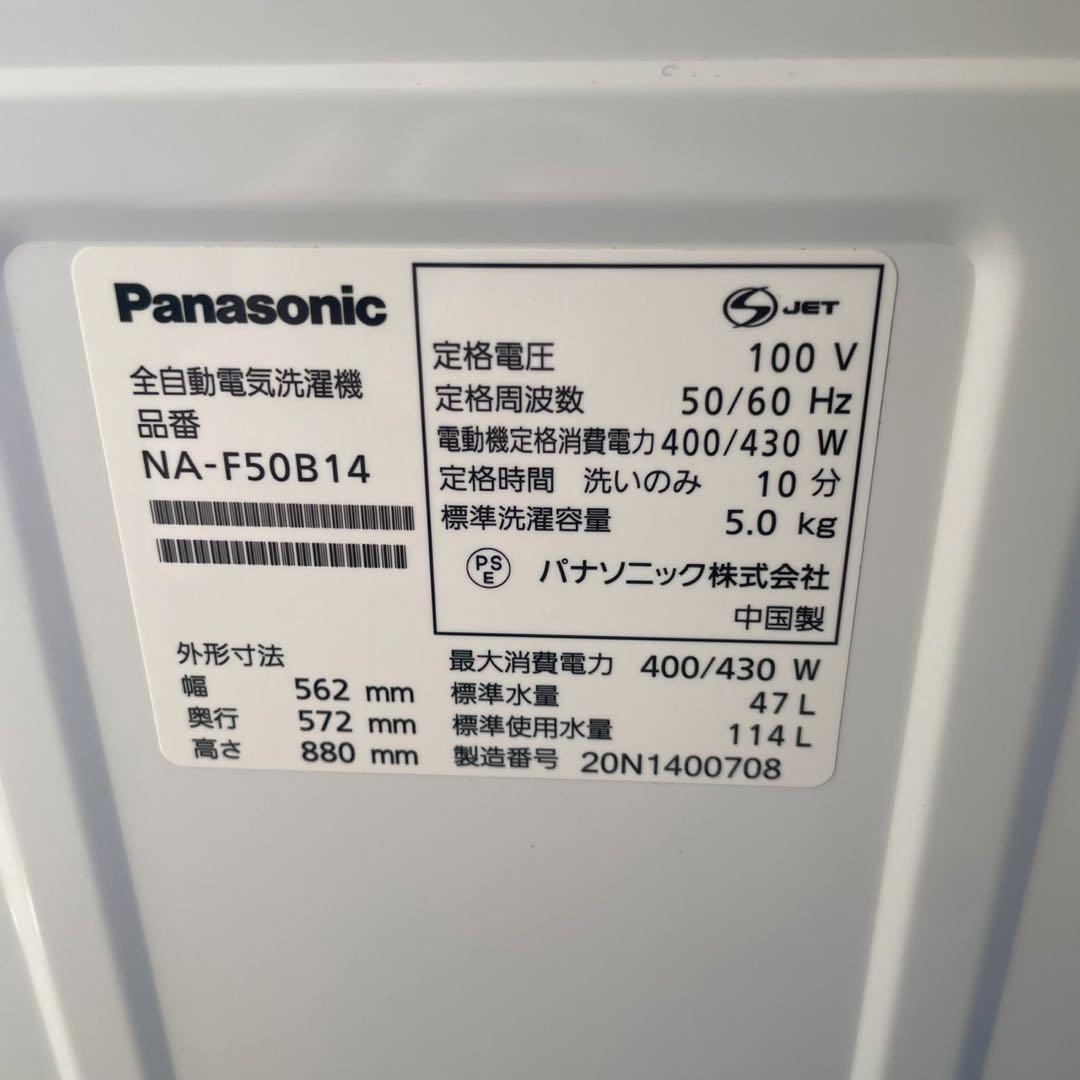 Panasonic
全自動電気洗濯機
品番
NA-F50B14
S JET
定格電圧 100 V
定格周波数 50/60 Hz
電動機定格消費電力 400/430 W
定格時間 洗いのみ 10 分
標準洗濯容量 5.0 kg
PSE パナソニック株式会社
中国製
外形寸法
幅 562 mm
奥行 572 mm
高さ 880 mm
最大消費電力 400/430 W
標準水量 47 L
標準使用水量 114 L
製造番号 20N1400708